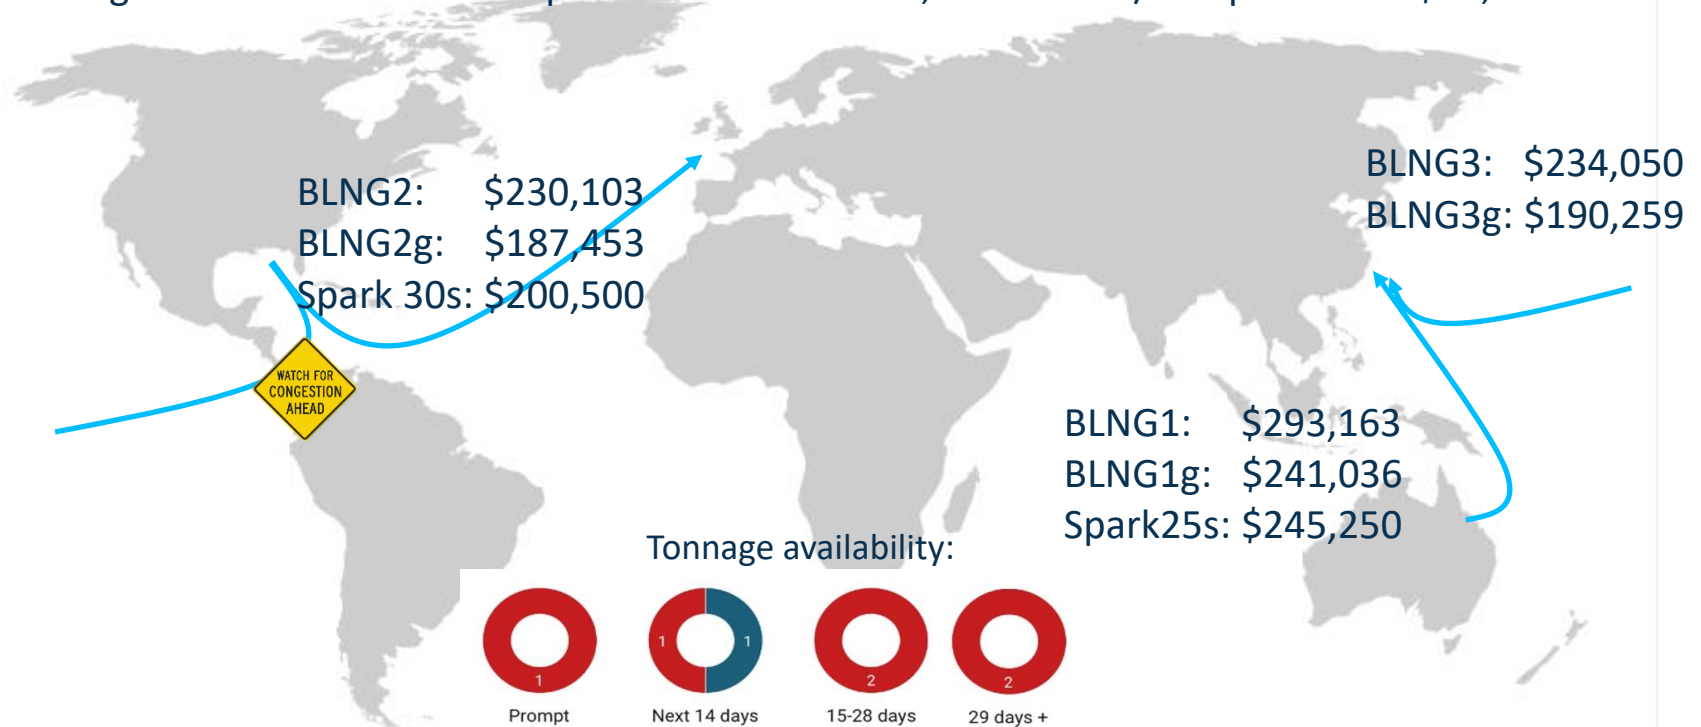 BLNG2: $230,103
BLNG2g: $187,453
Spark 30s: $200,500
BLNG3: $234,050
BLNG3g: $190,259
WATCH FOR
CONGESTION
AHEAD
BLNG1: $293,163
BLNG1g: $241,036
Spark25s: $245,250
Tonnage availability:
1
1
1
2
2
Prompt
Next 14 days
15-28 days
29 days +